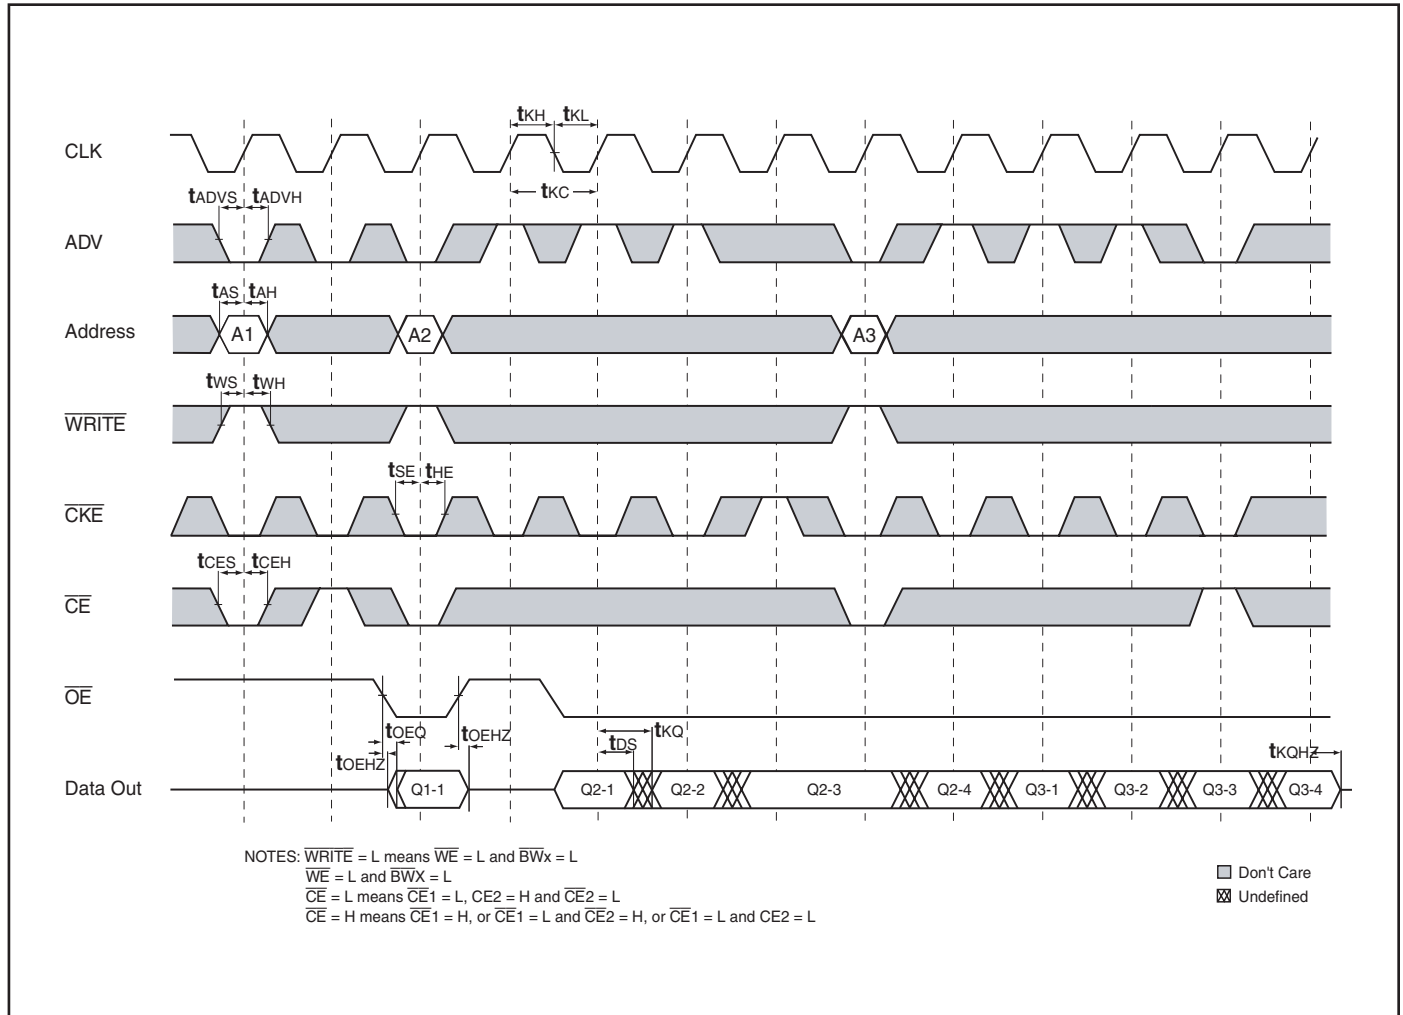 tKH tKL
CLK
tKC
tADVS tADVH
ADV
tAS tAH
Address A1 A2 A3
tWS tWH
WRITE
tSE tHE
CKE
tCES tCEH
CE
OE
tOEQ tOEHZ tKQ
tDS
tOEHZ tKQHZ
Data Out Q1-1 Q2-1 Q2-2 Q2-3 Q2-4 Q3-1 Q3-2 Q3-3 Q3-4
NOTES: WRITE = L means WE = L and BWx = L
WE = L and BWX = L
CE = L means CE1 = L, CE2 = H and CE2 = L
CE = H means CE1 = H, or CE1 = L and CE2 = H, or CE1 = L and CE2 = L
Don't Care
Undefined